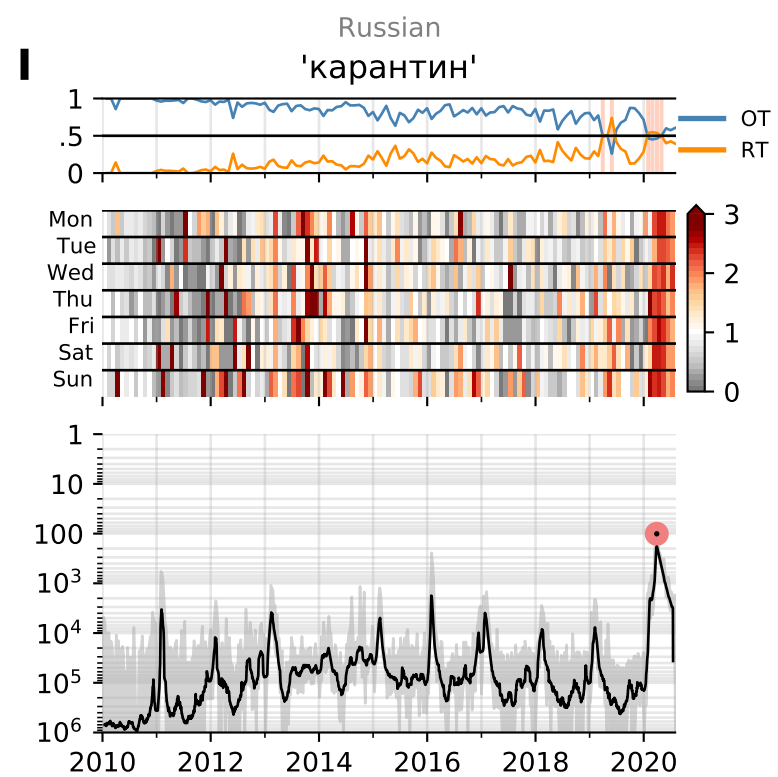 Russian
I
'карантин'
1
.5
0
OT
RT
Mon
Tue
Wed
Thu
Fri
Sat
Sun
3
2
1
0
1
10
100
10³
10⁴
10⁵
10⁶
2010 2012 2014 2016 2018 2020